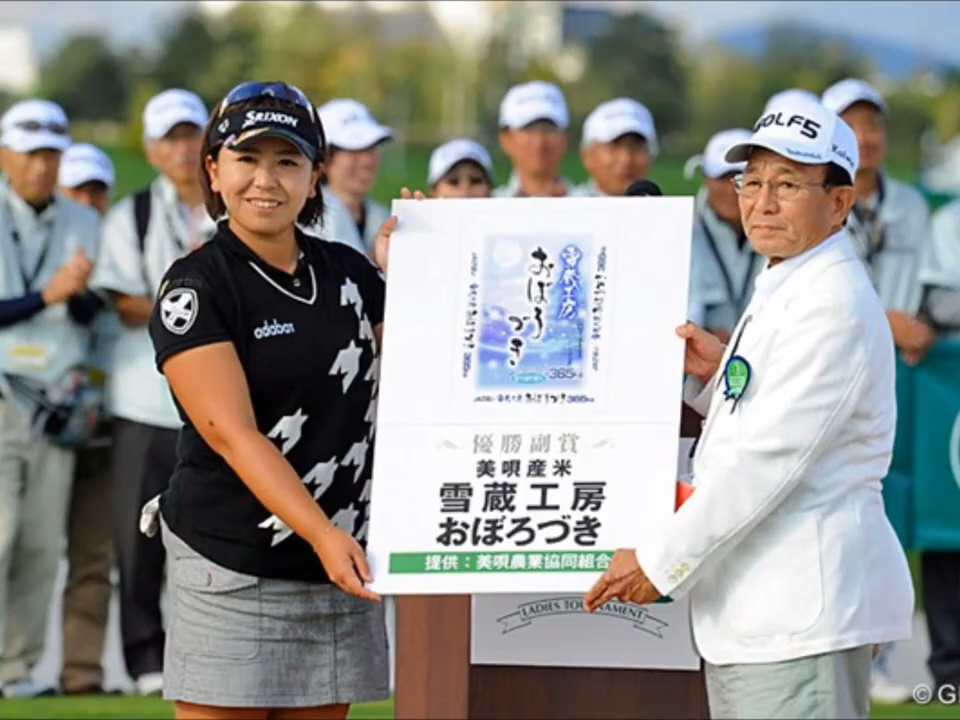 SRIXON
adabat
GOLF5
雪蔵工房
おぼろづき
365
優勝副賞
美唄産米
雪蔵工房
おぼろづき
提供:美唄農業協同組合
LADIES TOURNAMENT
© G